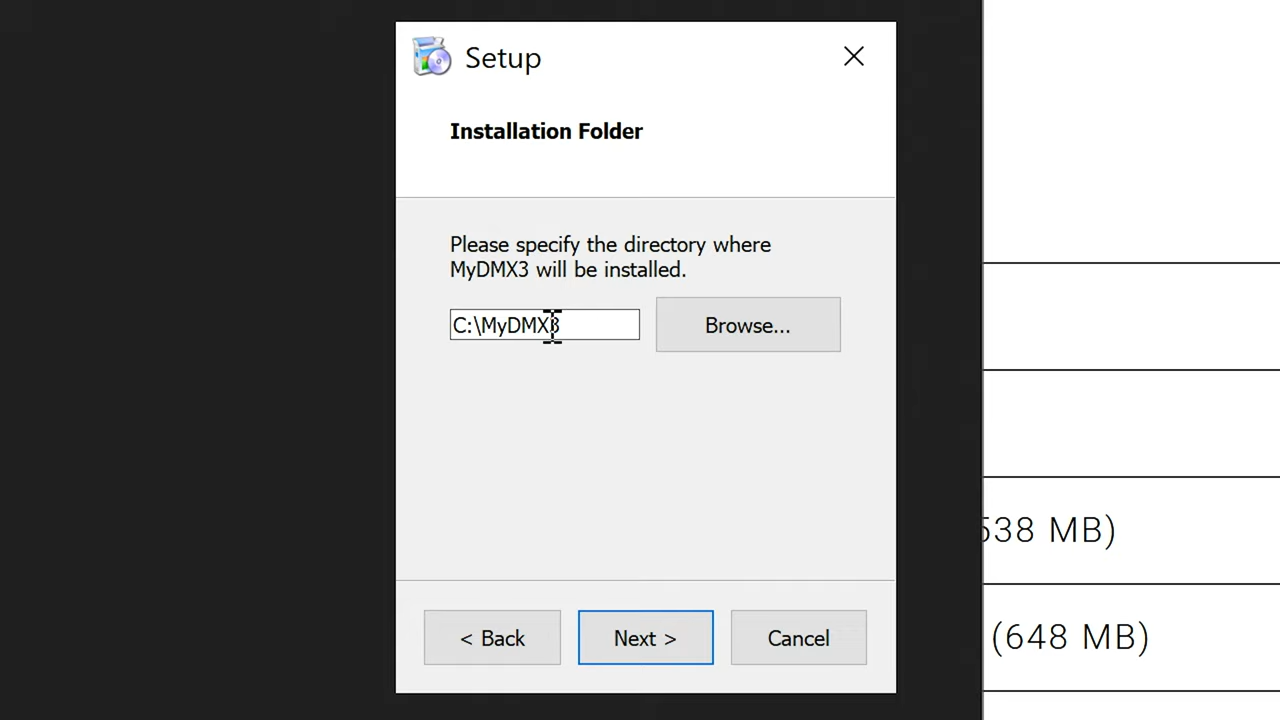 Setup
Installation Folder
Please specify the directory where
MyDMX3 will be installed.
C:\MyDMX3
Browse...
538 MB)
(648 MB)
< Back
Next >
Cancel